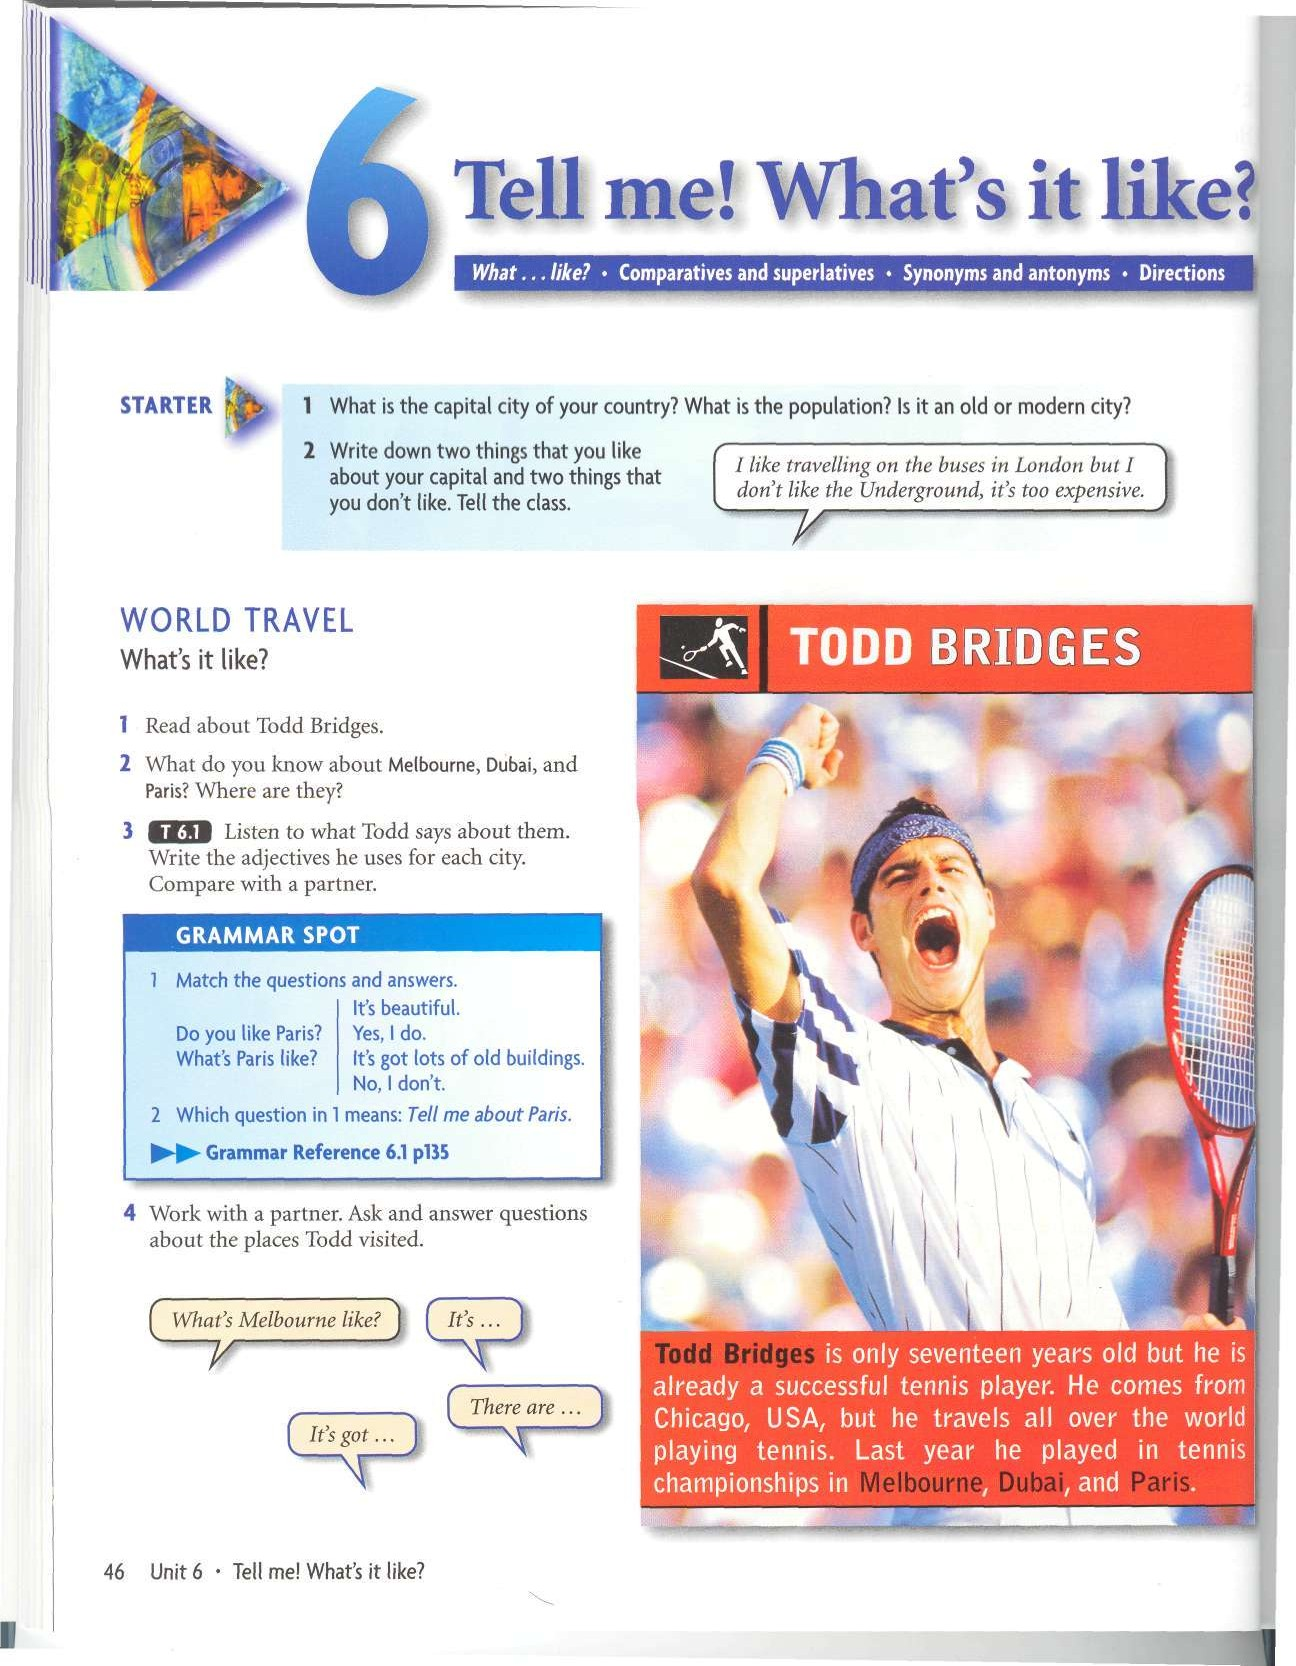 6
Tell me! What's it like?
What ... like? • Comparatives and superlatives • Synonyms and antonyms • Directions
STARTER
1 What is the capital city of your country? What is the population? Is it an old or modern city?
2 Write down two things that you like
about your capital and two things that
you don't like. Tell the class.
I like travelling on the buses in London but I
don't like the Underground, it's too expensive.
WORLD TRAVEL
What's it like?
1 Read about Todd Bridges.
2 What do you know about Melbourne, Dubai, and
Paris? Where are they?
3 T 6.1 Listen to what Todd says about them.
Write the adjectives he uses for each city.
Compare with a partner.
GRAMMAR SPOT
1 Match the questions and answers.
Do you like Paris?
What's Paris like?
It's beautiful.
Yes, I do.
It's got lots of old buildings.
No, I don't.
2 Which question in 1 means: Tell me about Paris.
Grammar Reference 6.1 p135
4 Work with a partner. Ask and answer questions
about the places Todd visited.
What's Melbourne like?
It's ...
There are ...
It's got ...
TODD BRIDGES
Todd Bridges is only seventeen years old but he is
already a successful tennis player. He comes from
Chicago, USA, but he travels all over the world
playing tennis. Last year he played in tennis
championships in Melbourne, Dubai, and Paris.
46 Unit 6 • Tell me! What's it like?